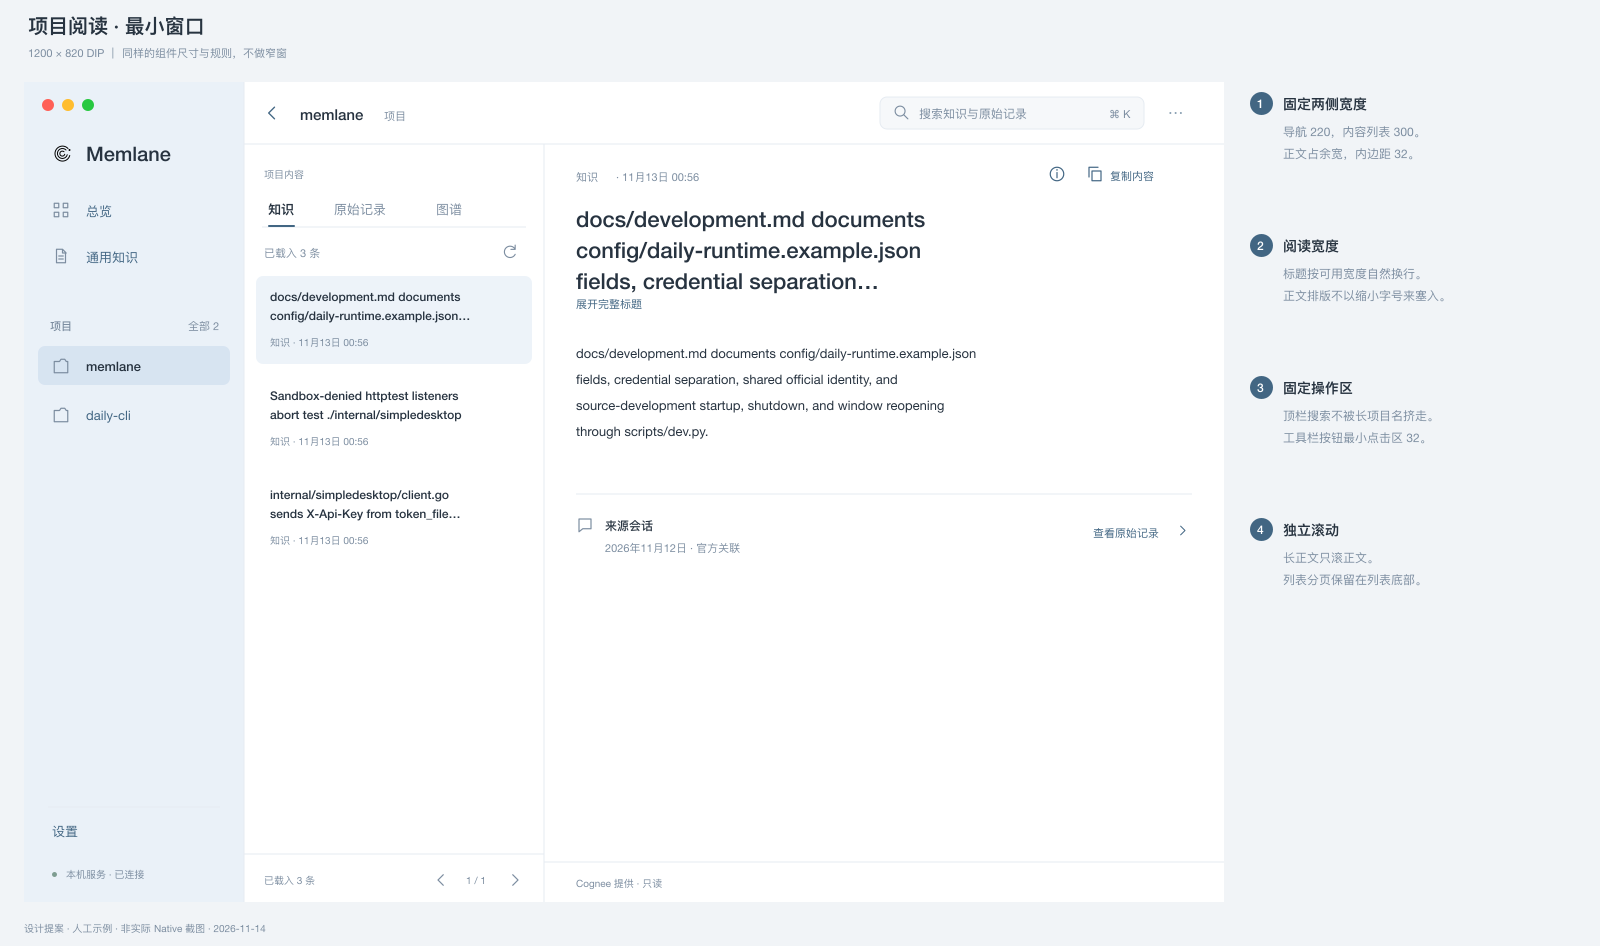 项目阅读 · 最小窗口
1200 × 820 DIP ｜ 同样的组件尺寸与规则，不做窄窗
Memlane
总览
通用知识
项目
全部 2
memlane
daily-cli
设置
本机服务 · 已连接
memlane 项目
搜索知识与原始记录 ⌘ K
···
项目内容
知识 原始记录 图谱
已载入 3 条
docs/development.md documents
config/daily-runtime.example.json…
知识 · 11月13日 00:56
Sandbox-denied httptest listeners
abort test ./internal/simpledesktop
知识 · 11月13日 00:56
internal/simpledesktop/client.go
sends X-Api-Key from token_file…
知识 · 11月13日 00:56
已载入 3 条
1 / 1
知识 · 11月13日 00:56
复制内容
docs/development.md documents
config/daily-runtime.example.json
fields, credential separation…
展开完整标题
docs/development.md documents config/daily-runtime.example.json
fields, credential separation, shared official identity, and
source-development startup, shutdown, and window reopening
through scripts/dev.py.
来源会话
2026年11月12日 · 官方关联
查看原始记录
Cognee 提供 · 只读
1 固定两侧宽度
导航 220，内容列表 300。
正文占余宽，内边距 32。
2 阅读宽度
标题按可用宽度自然换行。
正文排版不以缩小字号来塞入。
3 固定操作区
顶栏搜索不被长项目名挤走。
工具栏按钮最小点击区 32。
4 独立滚动
长正文只滚正文。
列表分页保留在列表底部。
设计提案 · 人工示例 · 非实际 Native 截图 · 2026-11-14